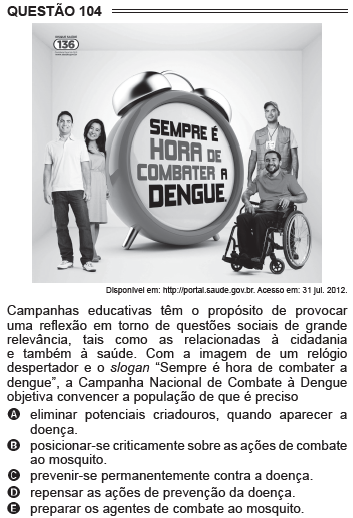 QUESTÃO 104
136
SEMPRE É
HORA DE
COMBATER A
DENGUE.
Disponível em: http://portal.saude.gov.br. Acesso em: 31 jul. 2012.
Campanhas educativas têm o propósito de provocar
uma reflexão em torno de questões sociais de grande
relevância, tais como as relacionadas à cidadania
e também à saúde. Com a imagem de um relógio
despertador e o slogan “Sempre é hora de combater a
dengue”, a Campanha Nacional de Combate à Dengue
objetiva convencer a população de que é preciso
A eliminar potenciais criadouros, quando aparecer a
doença.
B posicionar-se criticamente sobre as ações de combate
ao mosquito.
C prevenir-se permanentemente contra a doença.
D repensar as ações de prevenção da doença.
E preparar os agentes de combate ao mosquito.